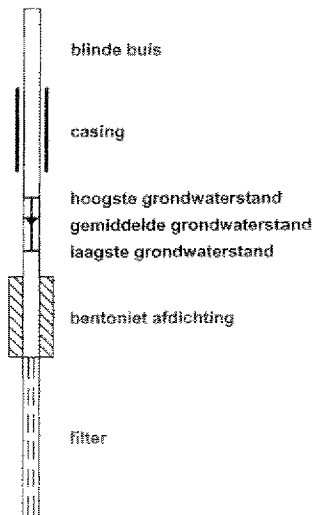 blinde buis
casing
hoogste grondwaterstand
gemiddelde grondwaterstand
laagste grondwaterstand
bentoniet afdichting
filter